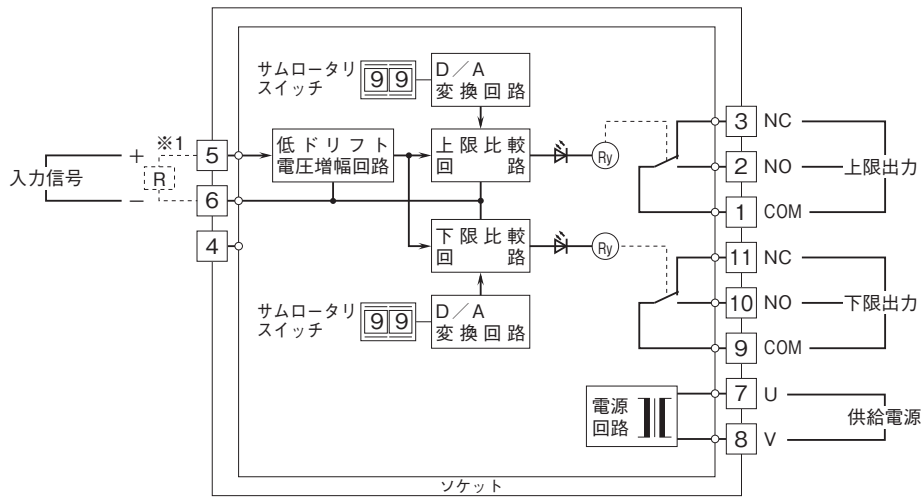 サムロータリ
スイッチ
9 9
D／A
変換回路
3 NC
※1
＋
5
低ドリフト
電圧増幅回路
上限比較
回路
Ry
2 NO
上限出力
入力信号
R
－
6
1 COM
4
下限比較
回路
Ry
11 NC
サムロータリ
スイッチ
9 9
D／A
変換回路
10 NO
下限出力
9 COM
電源
回路
7 U
供給電源
8 V
ソケット